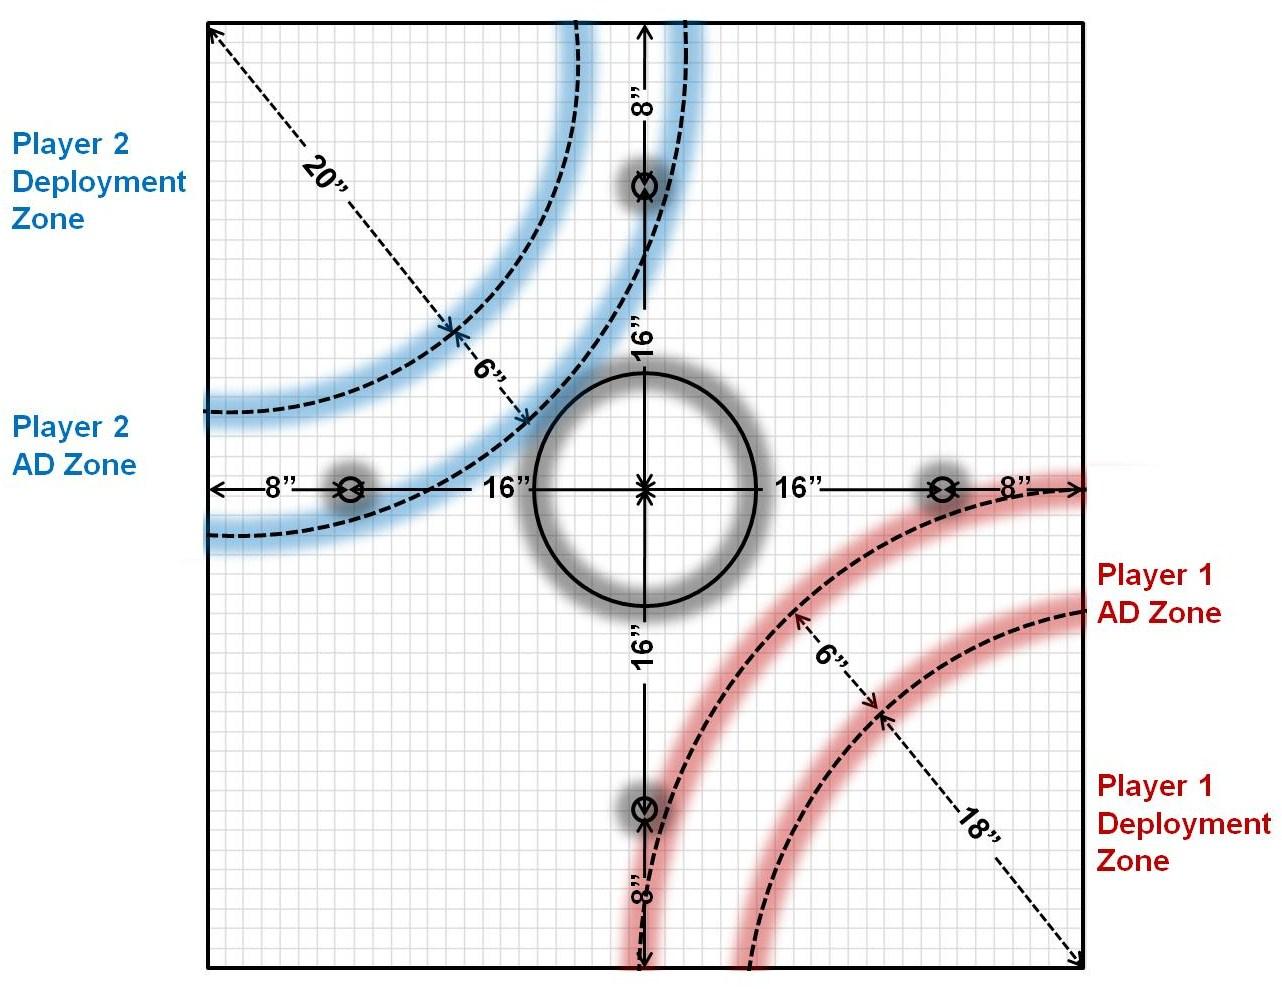 Player 2
Deployment
Zone
20”
8”
6”
16”
Player 2
AD Zone
8”
16”
16”
8”
Player 1
AD Zone
16”
6”
Player 1
Deployment
Zone
18”
8”